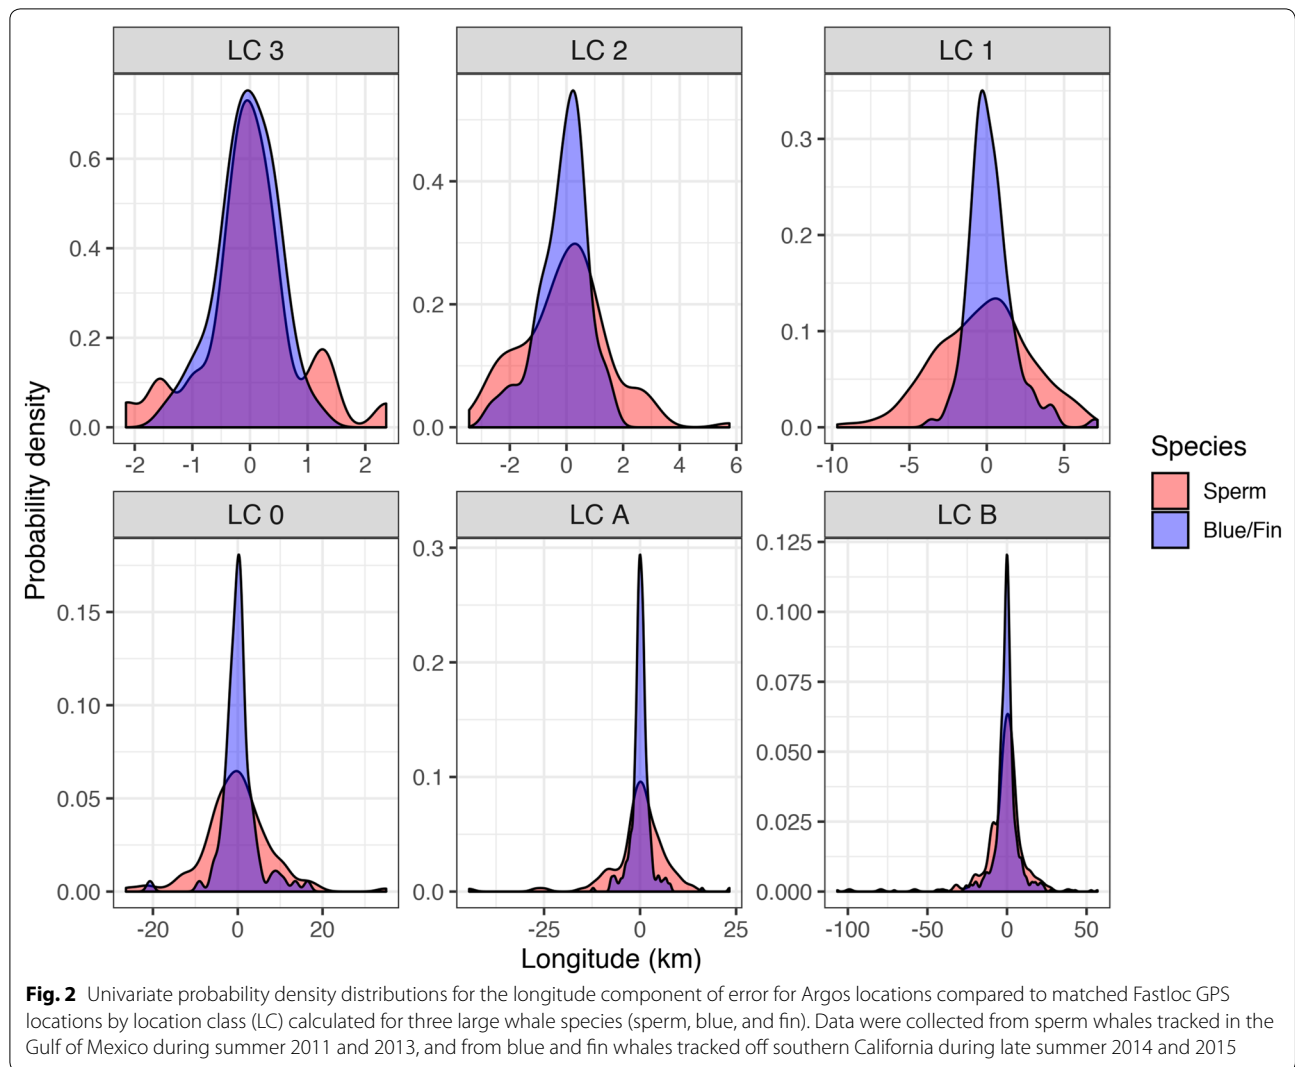 LC 3
LC 2
LC 1
0.6
0.4
0.2
0.0
-2 -1 0 1 2
0.4
0.2
0.0
-2 0 2 4 6
0.3
0.2
0.1
0.0
-10 -5 0 5
Probability density
LC 0
LC A
LC B
0.15
0.10
0.05
0.00
-20 0 20
0.3
0.2
0.1
0.0
-25 0 25
0.125
0.100
0.075
0.050
0.025
0.000
-100 -50 0 50
Longitude (km)
Species
Sperm
Blue/Fin
Fig. 2 Univariate probability density distributions for the longitude component of error for Argos locations compared to matched Fastloc GPS
locations by location class (LC) calculated for three large whale species (sperm, blue, and fin). Data were collected from sperm whales tracked in the
Gulf of Mexico during summer 2011 and 2013, and from blue and fin whales tracked off southern California during late summer 2014 and 2015